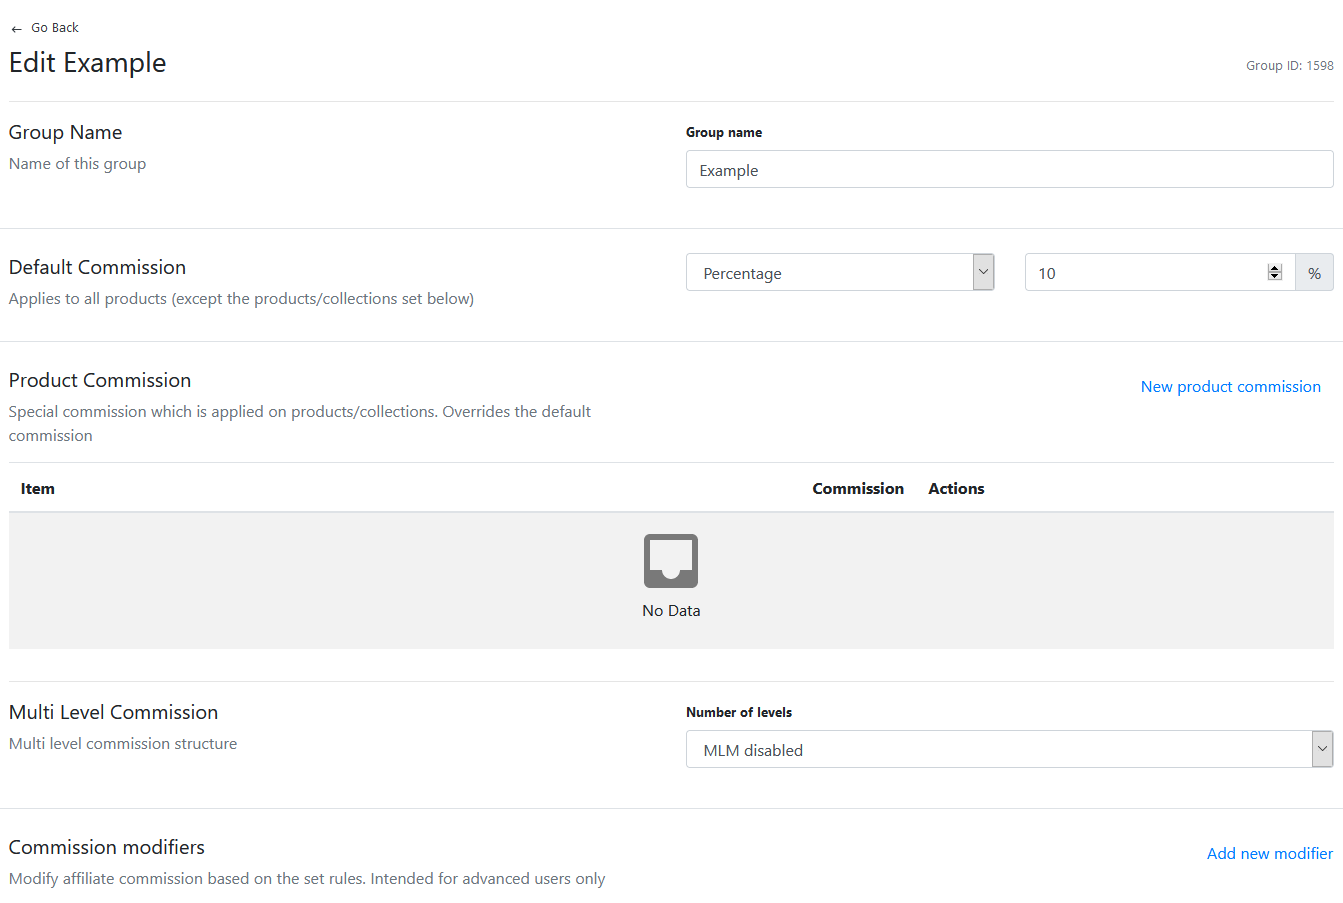 ← Go Back
Edit Example
Group ID: 1598
Group Name
Name of this group
Group name
Example
Default Commission
Applies to all products (except the products/collections set below)
Percentage
10
%
Product Commission
Special commission which is applied on products/collections. Overrides the default
commission
New product commission
Item Commission Actions
No Data
Multi Level Commission
Multi level commission structure
Number of levels
MLM disabled
Commission modifiers
Modify affiliate commission based on the set rules. Intended for advanced users only
Add new modifier